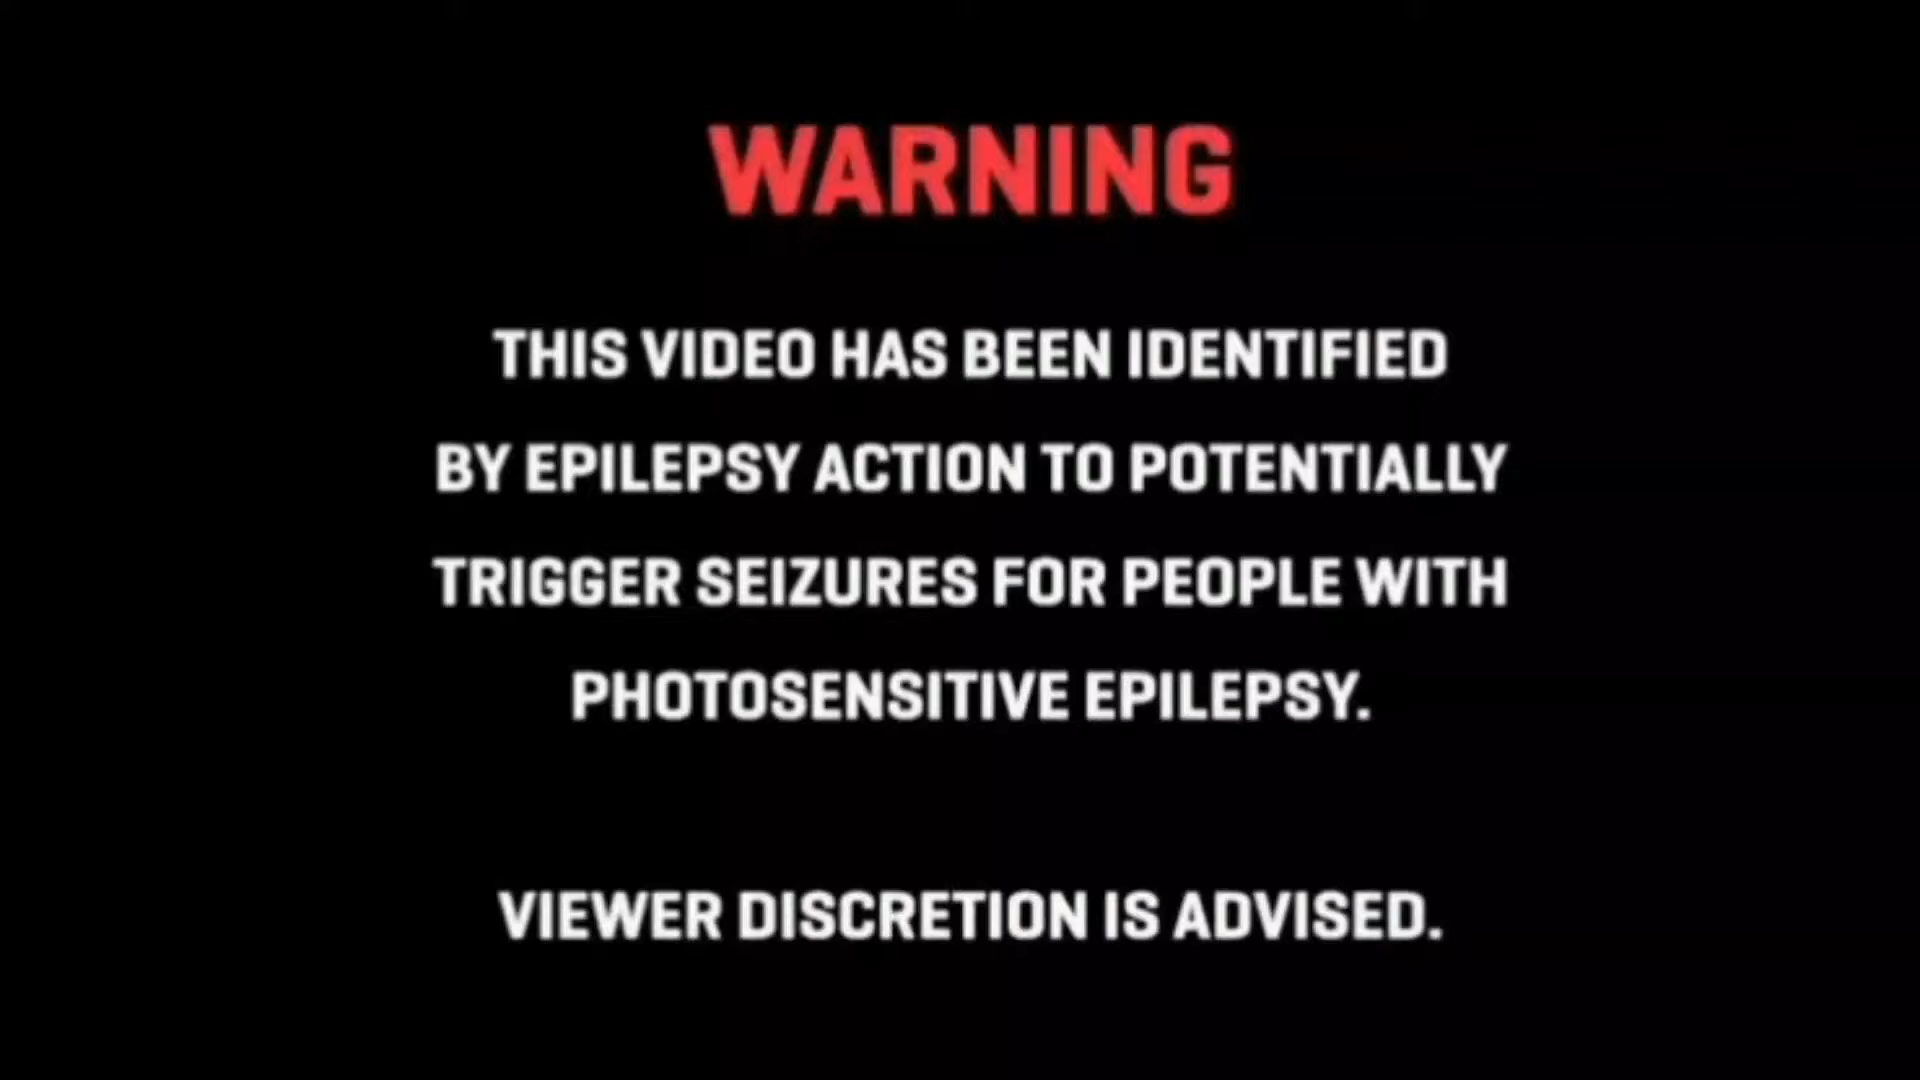 WARNING
THIS VIDEO HAS BEEN IDENTIFIED
BY EPILEPSY ACTION TO POTENTIALLY
TRIGGER SEIZURES FOR PEOPLE WITH
PHOTOSENSITIVE EPILEPSY.
VIEWER DISCRETION IS ADVISED.